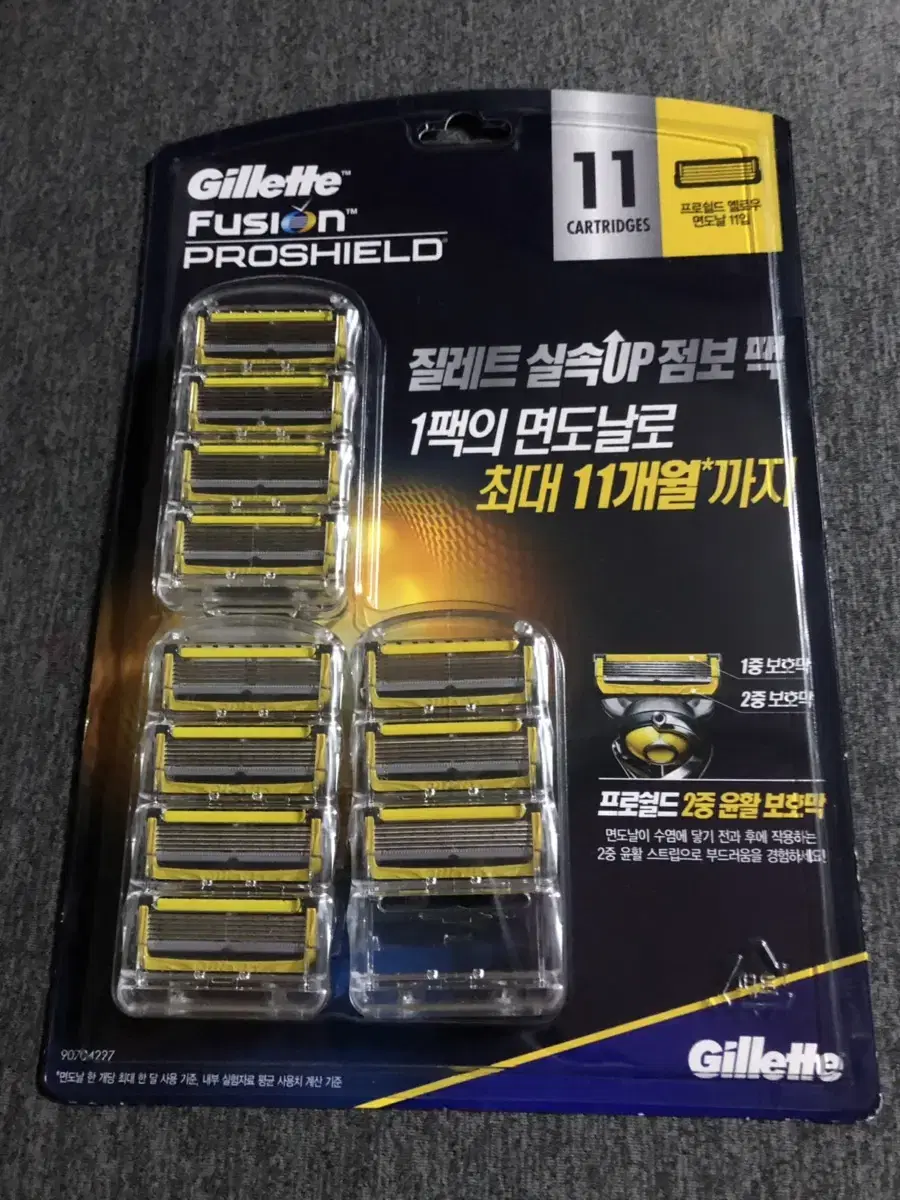 Gillette™
FUSION™
PROSHIELD
11
CARTRIDGES
프로쉴드 옐로우
면도날 11입
질레트 실속UP 점보 팩
1팩의 면도날로
최대 11개월*까지
1중 보호막
2중 보호막
프로쉴드 2중 윤활 보호막
면도날이 수염에 닿기 전과 후에 작용하는
2중 윤활 스트립으로 부드러움을 경험하세요!
Gillette
90704227
*면도날 한 개당 최대 한 달 사용 기준, 내부 실험자료 평균 사용치 계산 기준